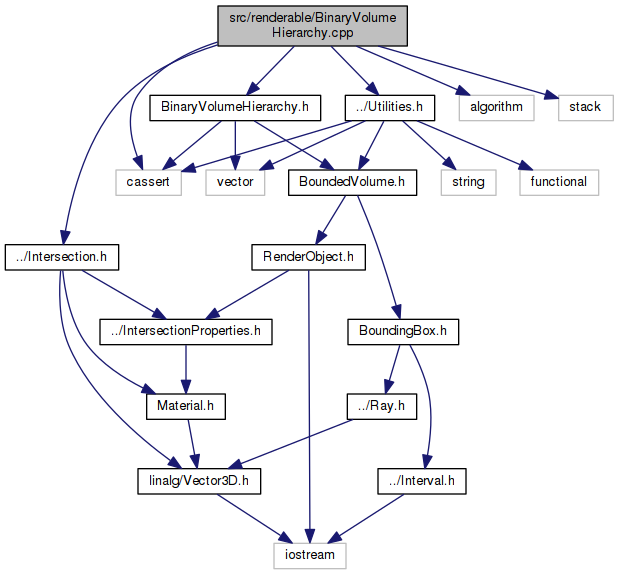 src/renderable/BinaryVolume
Hierarchy.cpp
BinaryVolumeHierarchy.h
../Utilities.h
algorithm
stack
cassert
vector
BoundedVolume.h
string
functional
../Intersection.h
RenderObject.h
../IntersectionProperties.h
BoundingBox.h
Material.h
../Ray.h
linalg/Vector3D.h
../Interval.h
iostream